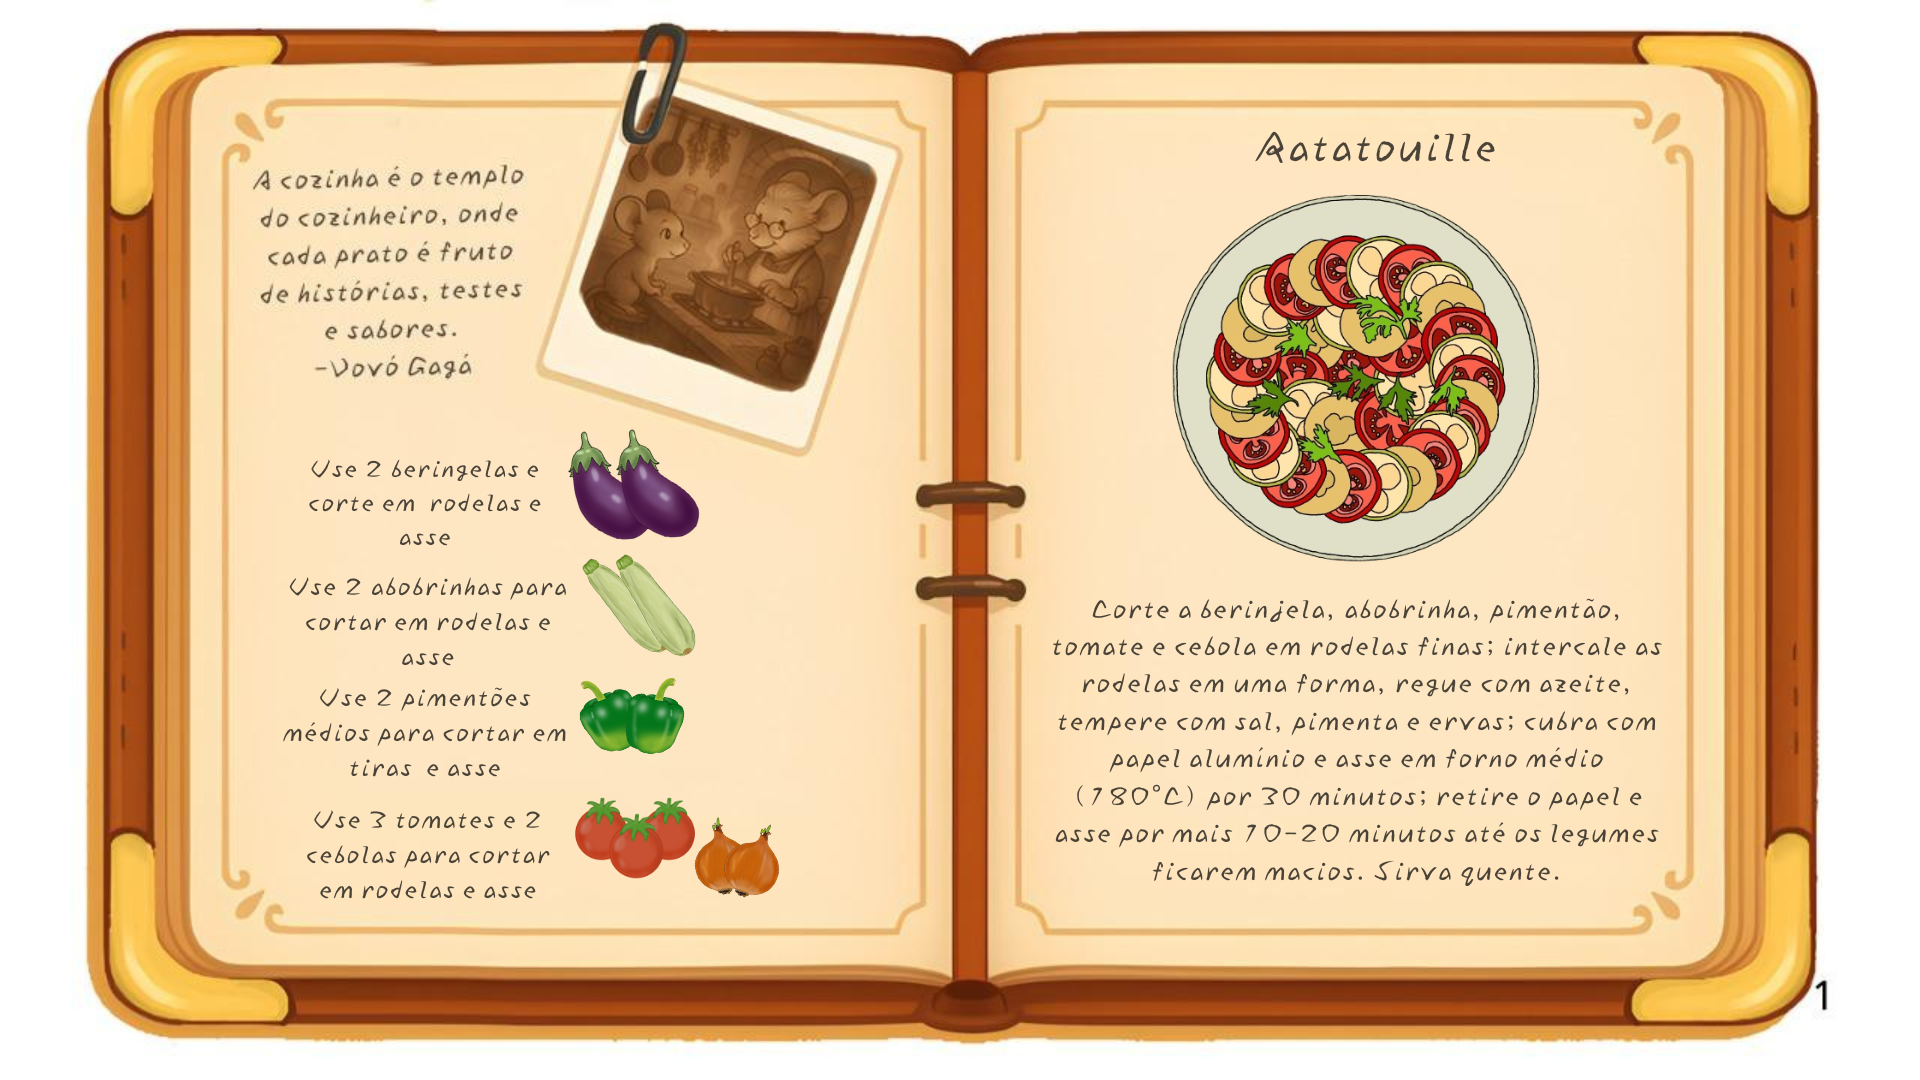 A cozinha é o templo
do cozinheiro, onde
cada prato é fruto
de histórias, testes
e sabores.
-Vovó Gagá
Use 2 beringelas e
corte em rodelas e
asse
Use 2 abobrinhas para
cortar em rodelas e
asse
Use 2 pimentões
médios para cortar em
tiras e asse
Use 3 tomates e 2
cebolas para cortar
em rodelas e asse
Ratatouille
Corte a berinjela, abobrinha, pimentão,
tomate e cebola em rodelas finas; intercale as
rodelas em uma forma, regue com azeite,
tempere com sal, pimenta e ervas; cubra com
papel alumínio e asse em forno médio
(180°C) por 30 minutos; retire o papel e
asse por mais 10-20 minutos até os legumes
ficarem macios. Sirva quente.
1